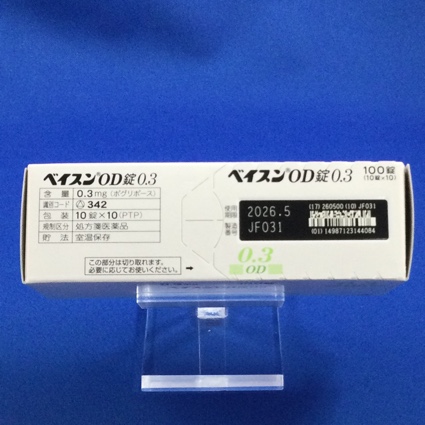 ベイスン®OD錠0.3
含量 0.3mg(ボグリボース)
識別コード 342
包装 10錠×10(PTP)
規制区分 処方箋医薬品
貯法 室温保存
この部分は切り取れます。
必要に応じてお使いください。→
ベイスン®OD錠0.3 100錠
(10錠×10)
使用期限 2026.5
製造番号 JF031
(17) 260500 (10) JF031
(01) 14987123144084
0.3
OD